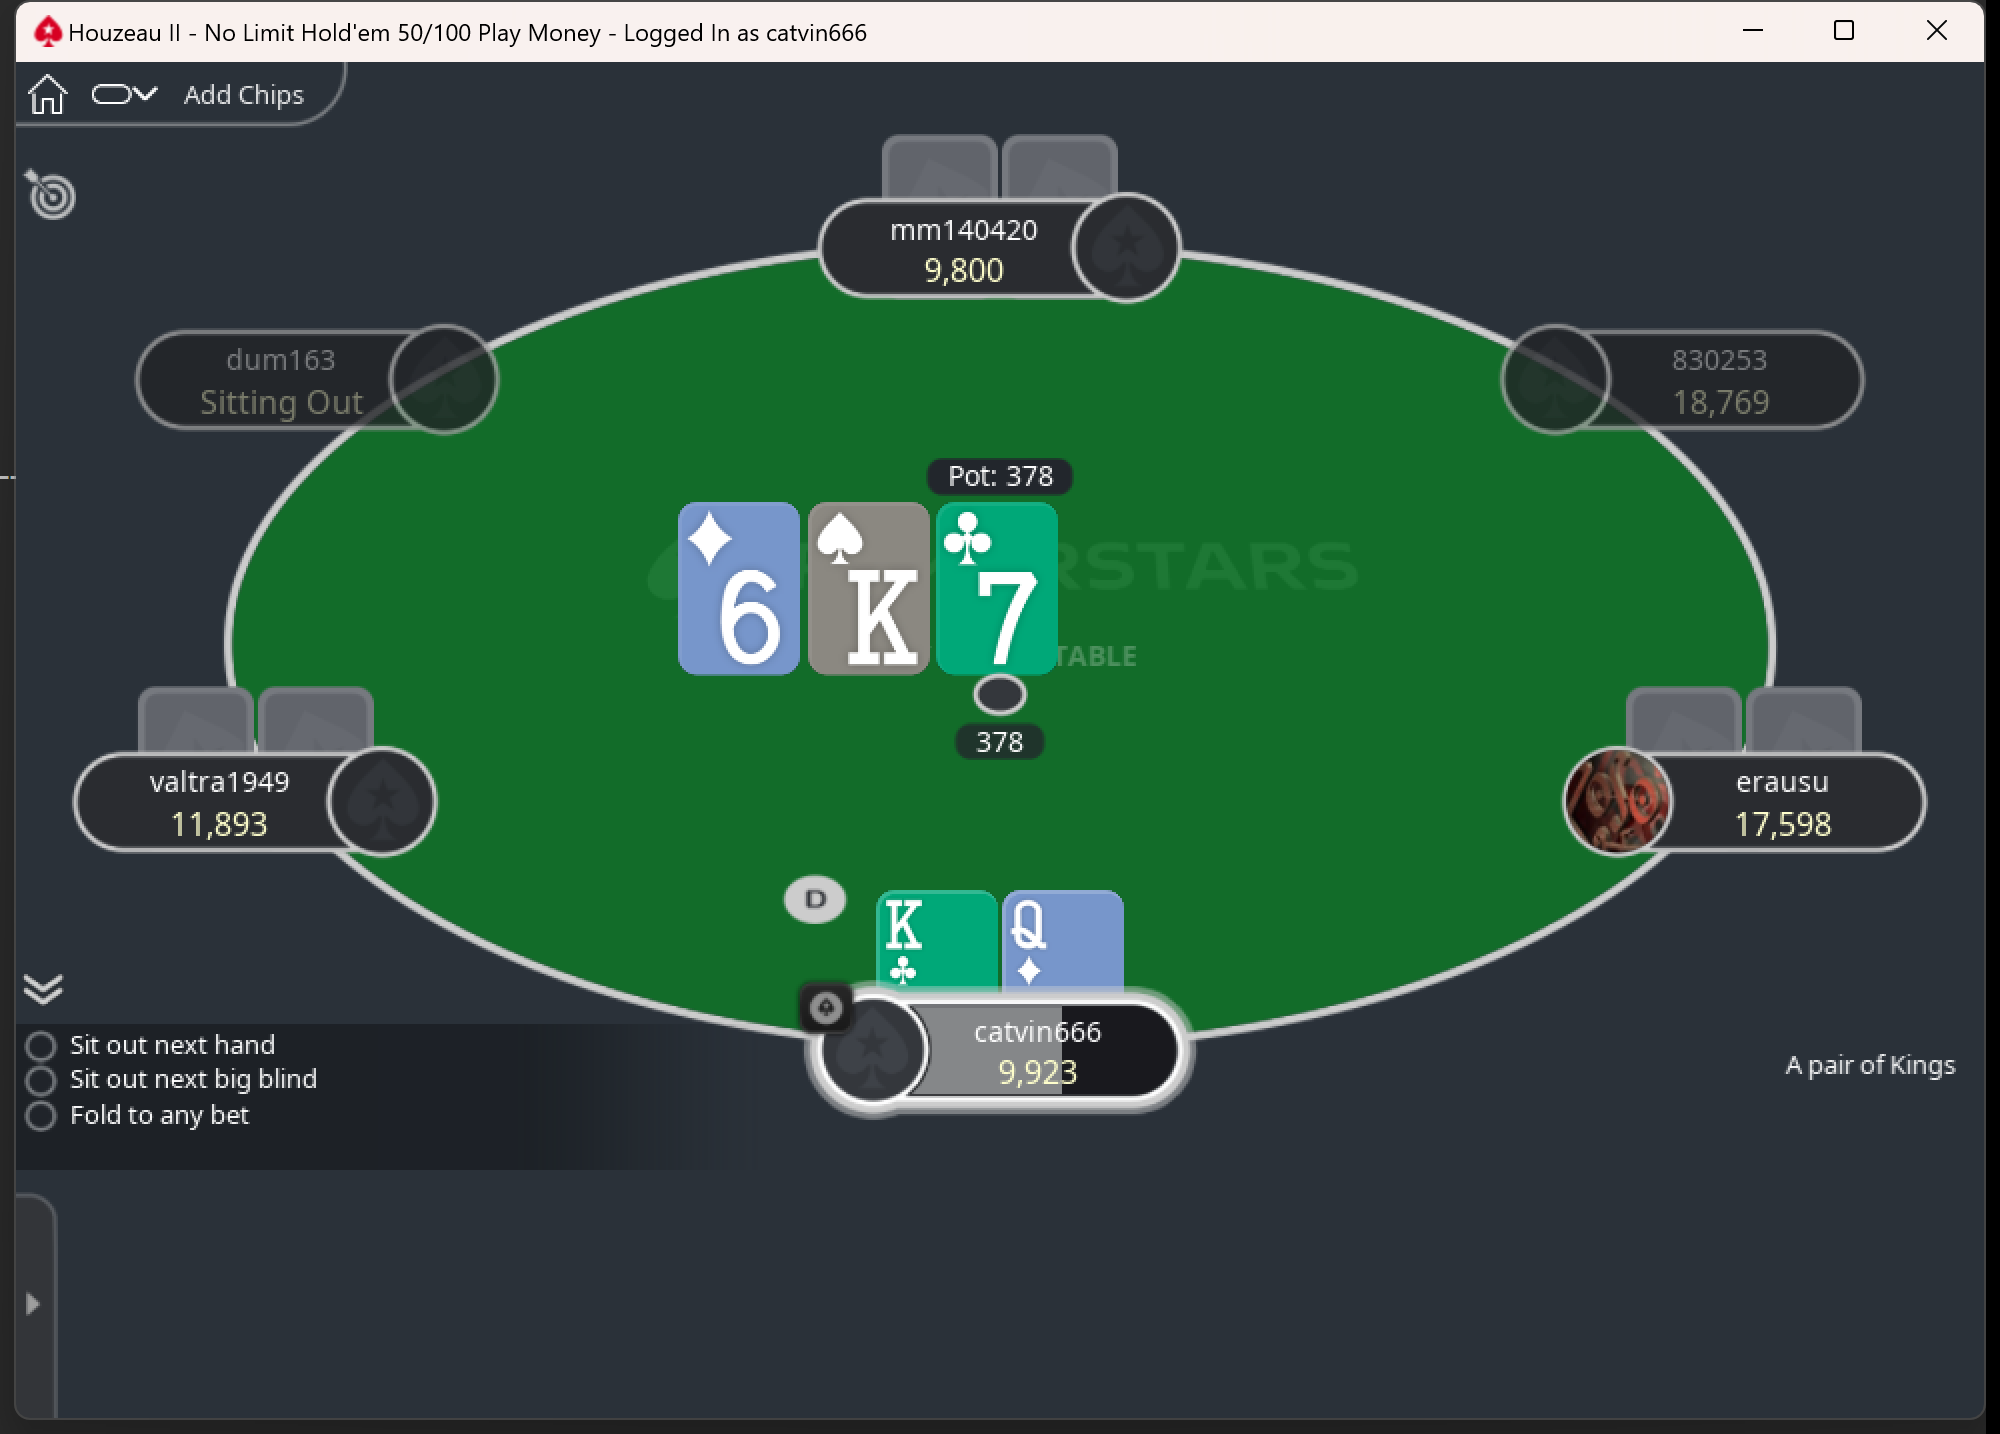 Houzeau II - No Limit Hold'em 50/100 Play Money - Logged In as catvin666
Add Chips
mm140420
9,800
dum163
Sitting Out
830253
18,769
Pot: 378
6 K 7
RSTARS
TABLE
378
valtra1949
11,893
erausu
17,598
D
K Q
catvin666
9,923
Sit out next hand
Sit out next big blind
Fold to any bet
A pair of Kings